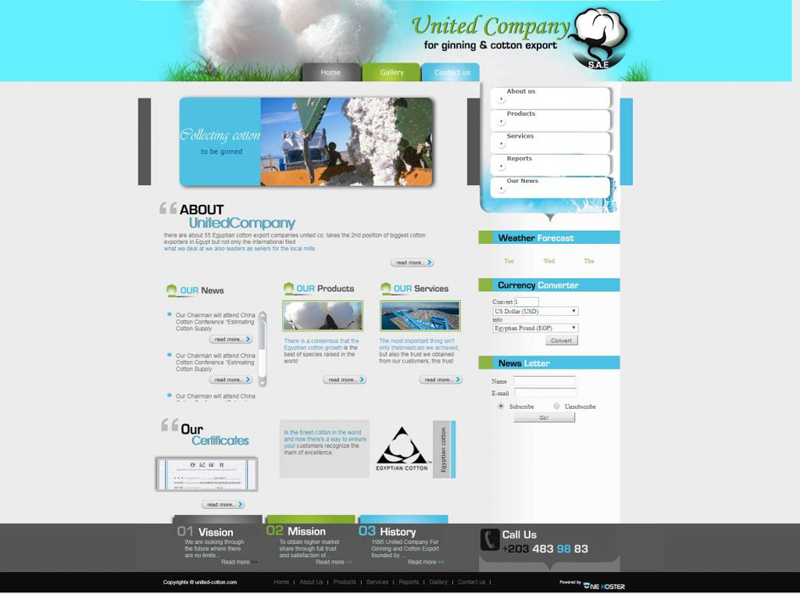 United Company
for ginning & cotton export
S.A.E
Home
Gallery
Contact us
Collecting cotton
to be ginned
About us
Products
Services
Reports
Our News
ABOUT
UnitedCompany
there are about 35 Egyptian cotton export companies united co. takes the 2nd position of biggest cotton
exporters in Egypt but not only the international filed
what we deal at we also leaders as sellers for the local mills
read more..
Weather Forecast
Tue Wed Thu
Currency Converter
Convert 1
US Dollar (USD)
into
Egyptian Pound (EGP)
Convert
News Letter
Name
E-mail
Subscribe Unsubscribe
Go!
OUR News
Our Chairman will attend China
Cotton Conference "Estimating
Cotton Supply
read more..
Our Chairman will attend China
Cotton Conference "Estimating
Cotton Supply
read more..
Our Chairman will attend China
OUR Products
There is a consensus that the
Egyptian cotton growth is the
best of species raised in the
world
read more..
OUR Services
The most important thing isn't
only thebroadcast we achieved,
but also the trust we obtained
from our customers, this trust
read more..
Our
Certificates
read more..
Is the finest cotton in the world
and now there's a way to ensure
your customers recognize the
mark of excellence.
EGYPTIAN COTTON
Egyptian cotton
01 Vission
We are looking through
the future where there
are no limits...
Read more >>
02 Mission
To obtain higher market
share through full trust
and satisfaction of...
Read more >>
03 History
1995 United Company For
Ginning and Cotton Export
founded by ...
Read more >>
Call Us
+203 483 98 83
Copyrights © united-cotton.com
Home | About Us | Products | Services | Reports | Gallery | Contact us |
Powered by
ONE HOSTER